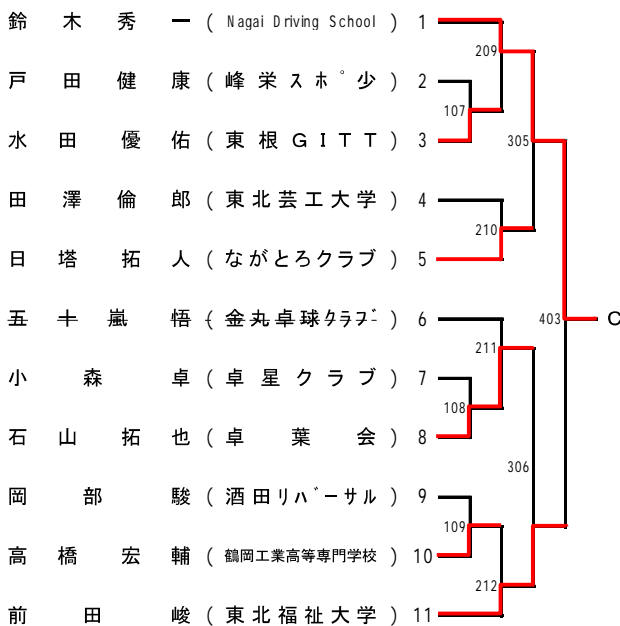 鈴木秀一 ( Nagai Driving School ) 1
209
戸田健康 ( 峰栄スポ少 ) 2
107
水田優佑 ( 東根GITT ) 3
305
田澤倫郎 ( 東北芸工大学 ) 4
210
日塔拓人 ( ながとろクラブ ) 5
五十嵐悟 ( 金丸卓球クラブ ) 6
403 C
211
小森卓 ( 卓星クラブ ) 7
108
石山拓也 ( 卓葉会 ) 8
306
岡部駿 ( 酒田リバーサル ) 9
109
高橋宏輔 ( 鶴岡工業高等専門学校 ) 10
212
前田峻 ( 東北福祉大学 ) 11